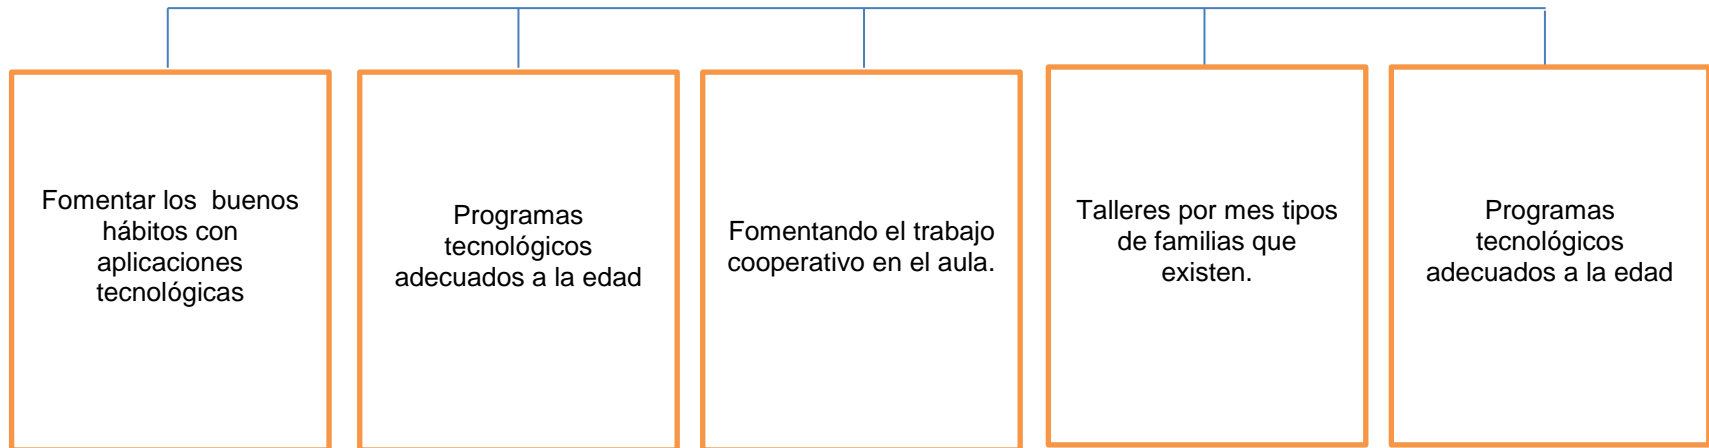 Fomentar los  buenos
hábitos con
aplicaciones
tecnológicas
Programas
tecnológicos
adecuados a la edad
Fomentando el trabajo
cooperativo en el aula.
Talleres por mes tipos
de familias que
existen.
Programas
tecnológicos
adecuados a la edad